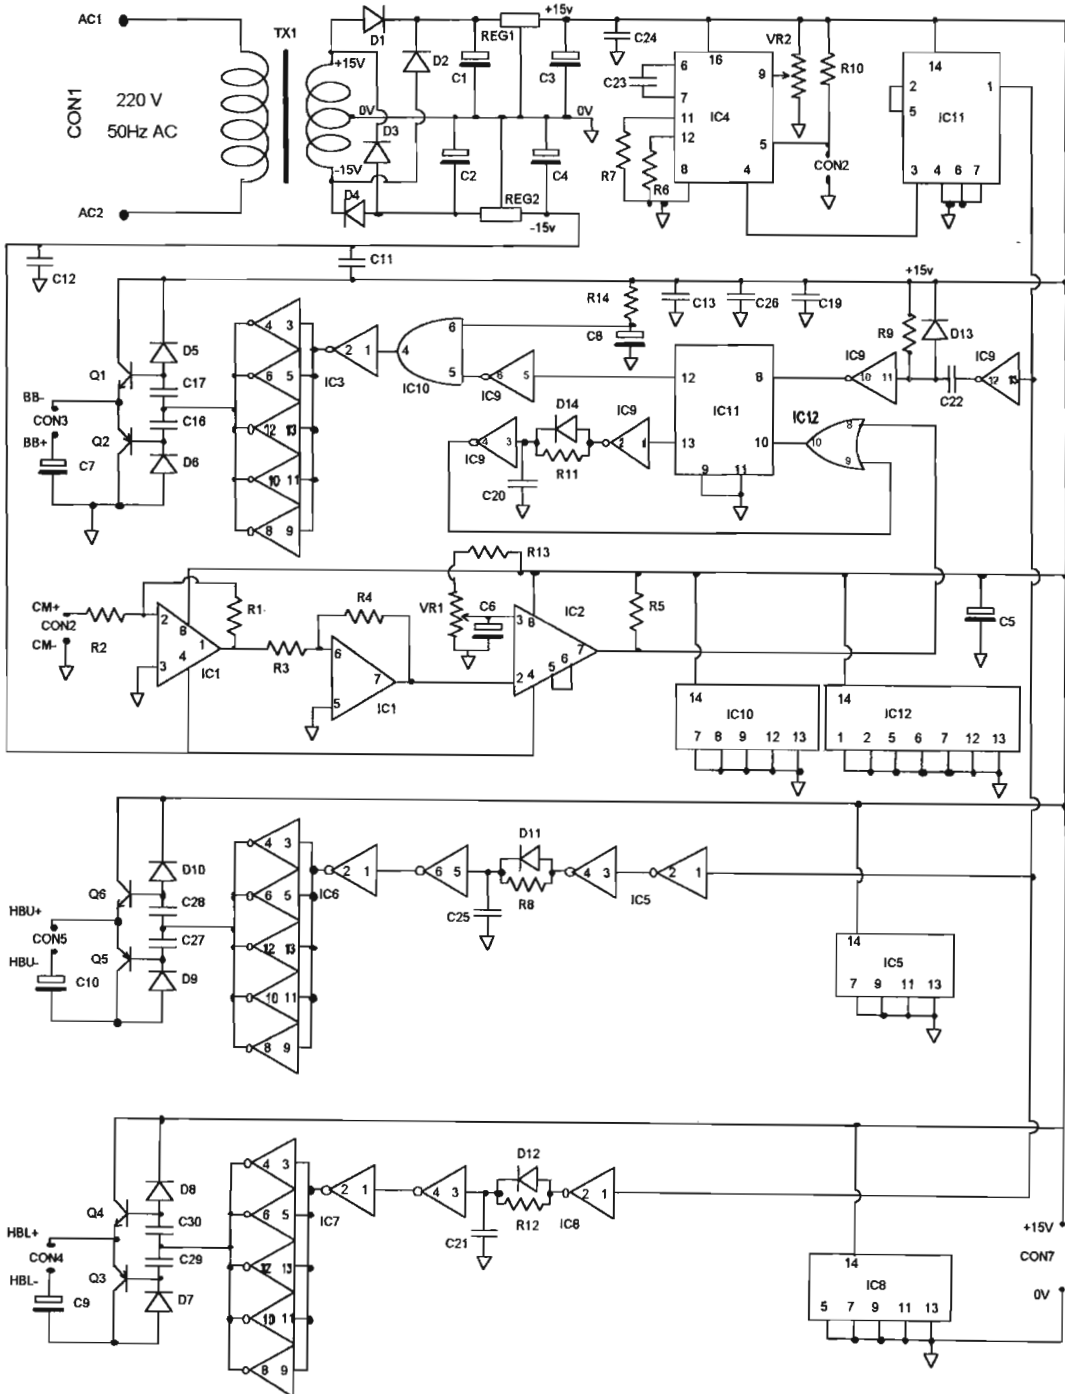 AC1
TX1
D1
REG1
+15v
C24
VR2
R10
14
+15V
D2
C1
C3
6
16
9
2
1
C23
CON1
220 V
50Hz AC
7
5
0V
0V
11
IC4
IC11
D3
12
5
CON2
C2
C4
R7
R6
8
4
3 4 6 7
-15V
D4
REG2
AC2
-15v
C12
C11
+15v
R14
C13
C26
C19
R9
D13
4 3
C8
D5
6
IC9
IC9
Q1
2 1
4
10 11
12 13
C17
6 5
IC3
5
6 5
12
8
C22
BB-
IC10
IC9
IC11
CON3
C16
D14
IC9
IC12
8
BB+
Q2
12 13
4 3
2 1
13
10
10
C7
D6
IC9
R11
9
10 11
C20
9 11
8 9
R13
R4
CM+
R1
VR1
C6
IC2
R5
CON2
2 8
3 8
C5
CM-
R2
1
6
7
4
R3
7
6
3
IC1
2 4 5
5
IC1
14
IC10
14
IC12
7 8 9 12 13
1 2 5 6 7 12 13
4 3
D11
D10
2 1
6 5
4 3
2 1
Q6
6 5
IC6
R8
IC5
HBU+
C28
C25
CON5
C27
12 13
14
HBU-
Q5
IC5
C10
D9
10 11
7 9 11 13
8 9
4 3
D12
D8
2 1
4 3
2 1
Q4
6 5
IC7
R12
IC8
C30
C21
HBL+
+15V
CON4
C29
12 13
14
CON7
HBL-
Q3
IC8
C9
D7
0V
10 11
5 7 9 11 13
8 9